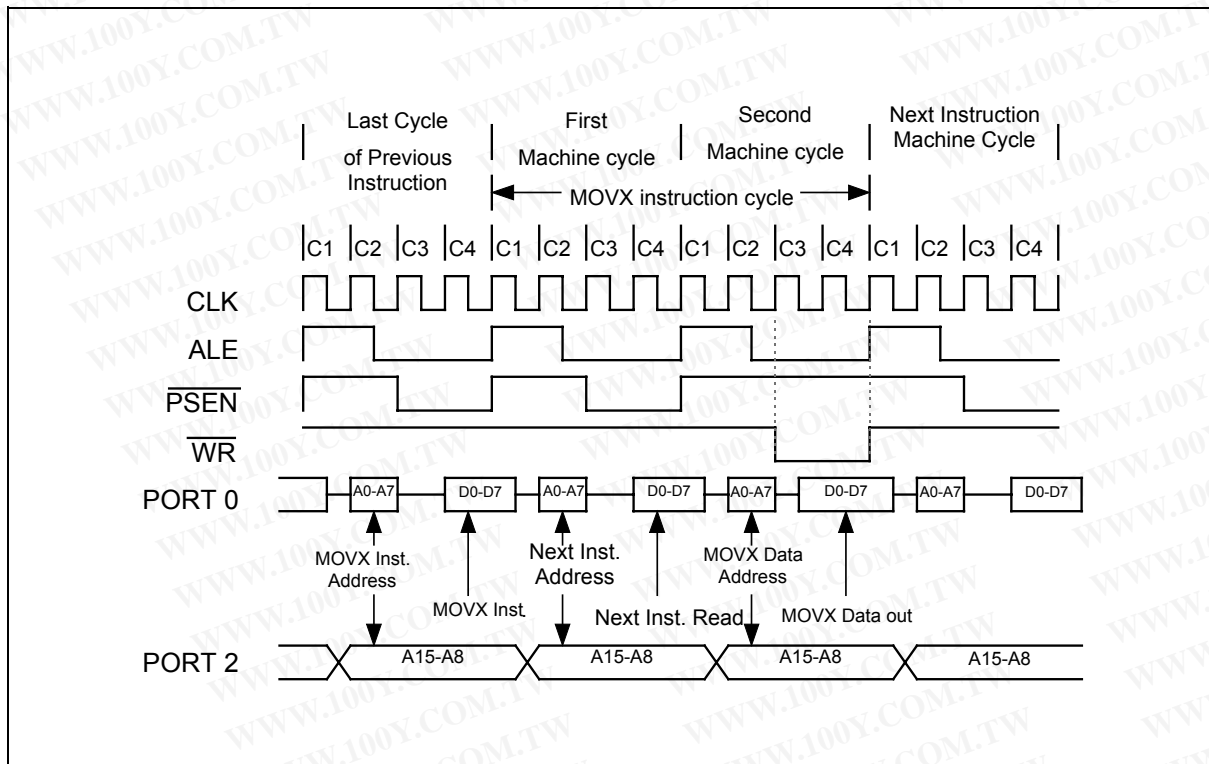 Last Cycle
of Previous
Instruction
First
Machine cycle
Second
Machine cycle
Next Instruction
Machine Cycle
MOVX instruction cycle
C1 C2 C3 C4 C1 C2 C3 C4 C1 C2 C3 C4 C1 C2 C3 C4
CLK
ALE
PSEN
WR
PORT 0
A0-A7 D0-D7 A0-A7 D0-D7 A0-A7 D0-D7 A0-A7 D0-D7
MOVX Inst.
Address
MOVX Inst.
Next Inst.
Address
Next Inst. Read
MOVX Data
Address
MOVX Data out
PORT 2
A15-A8 A15-A8 A15-A8 A15-A8
WWW.100Y.COM.TW